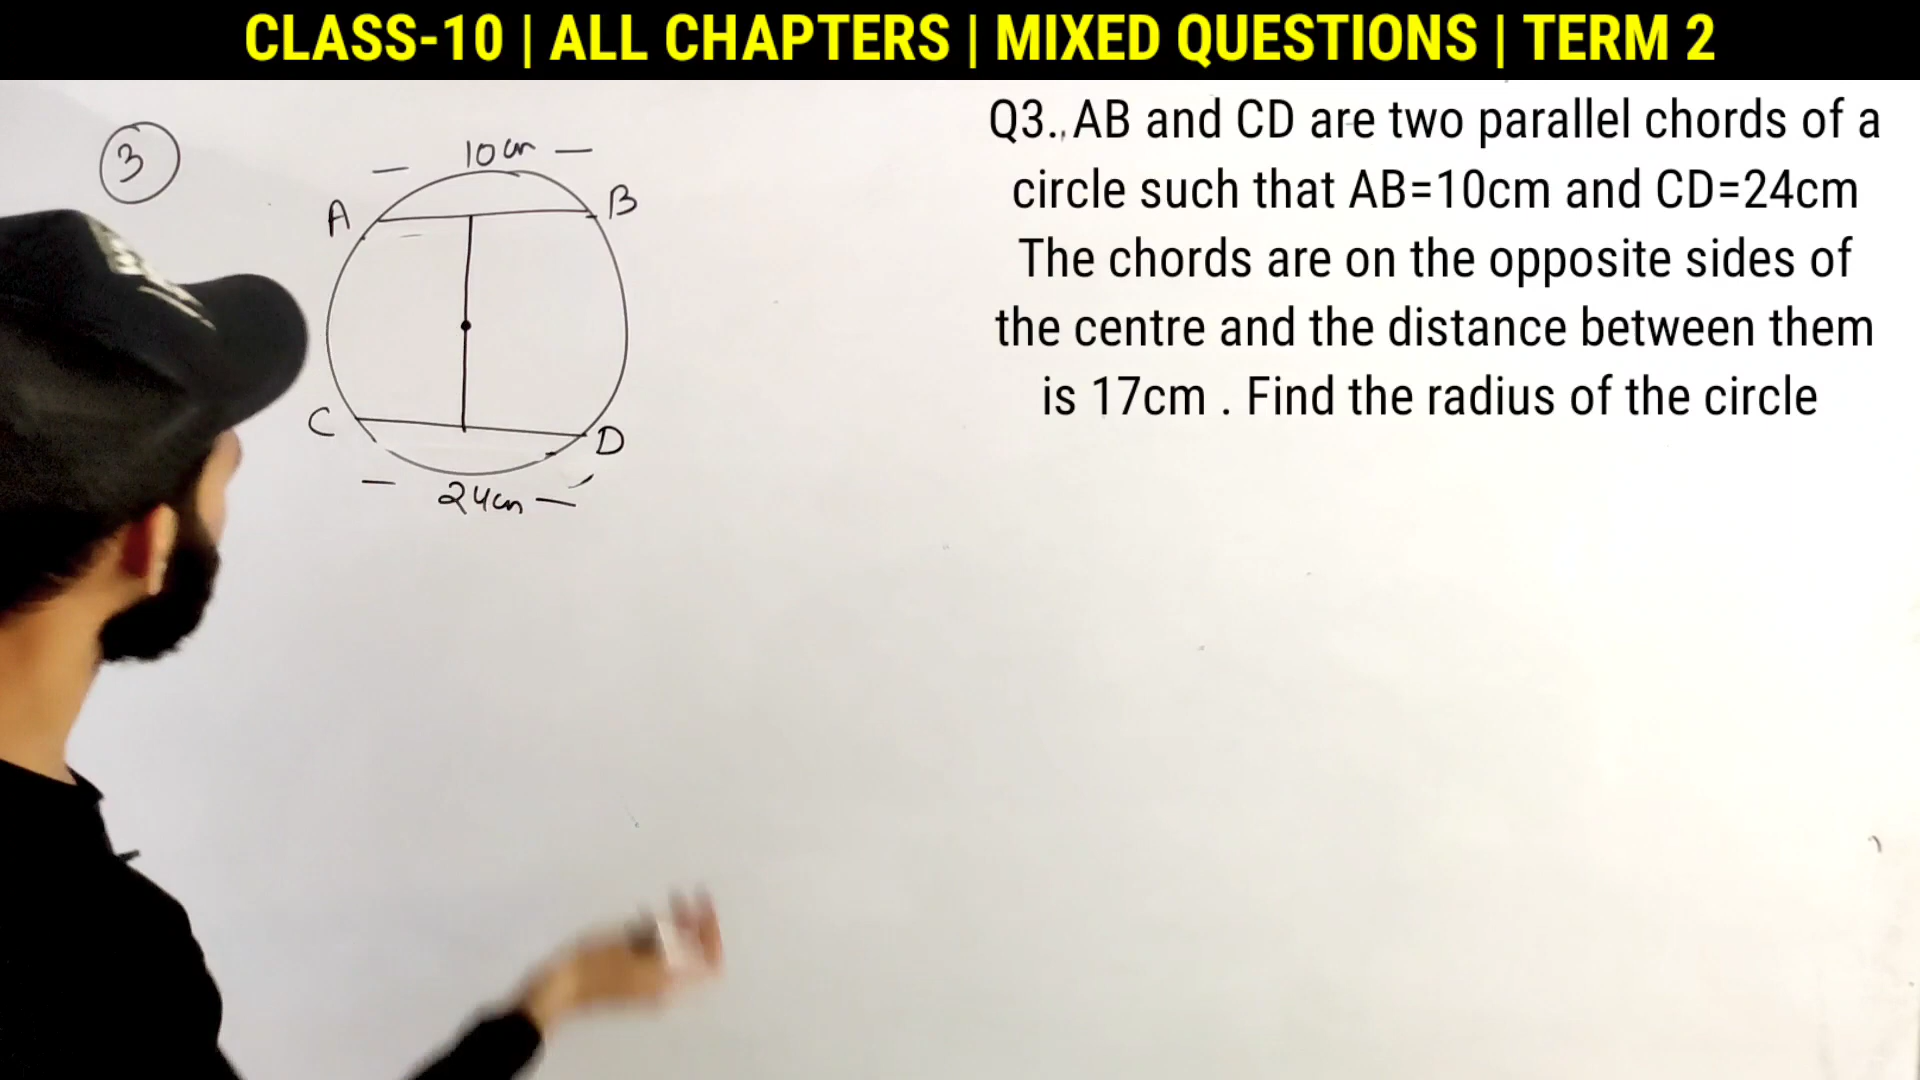 CLASS-10 | ALL CHAPTERS | MIXED QUESTIONS | TERM 2
Q3. AB and CD are two parallel chords of a
circle such that AB=10cm and CD=24cm
The chords are on the opposite sides of
the centre and the distance between them
is 17cm . Find the radius of the circle
3
10cm
A
B
C
D
24cm